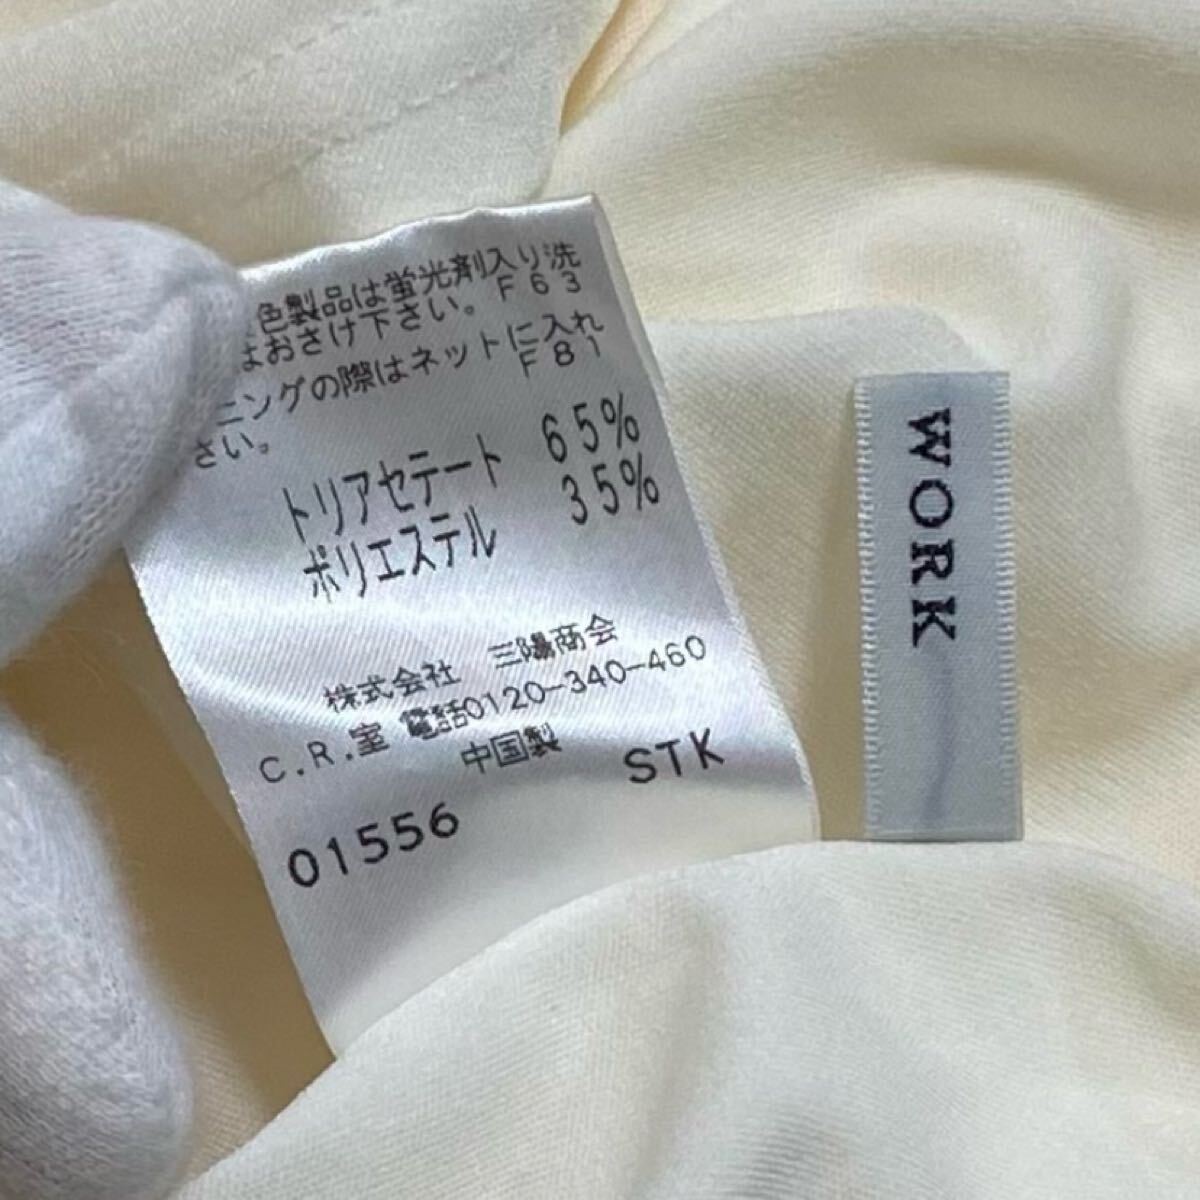 色製品は蛍光剤入り洗
はおさけ下さい。F63
ニングの際はネットに入れ
さい。 F81
トリアセテート 65%
ポリエステル 35%
株式会社 三陽商会
C.R.室 電話0120-340-460
中国製
STK
01556
WORK